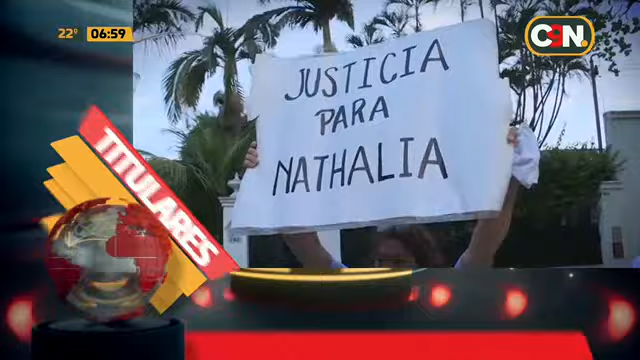 22° 06:59
C9N.
JUSTICIA
PARA
NATHALIA
TITULARES